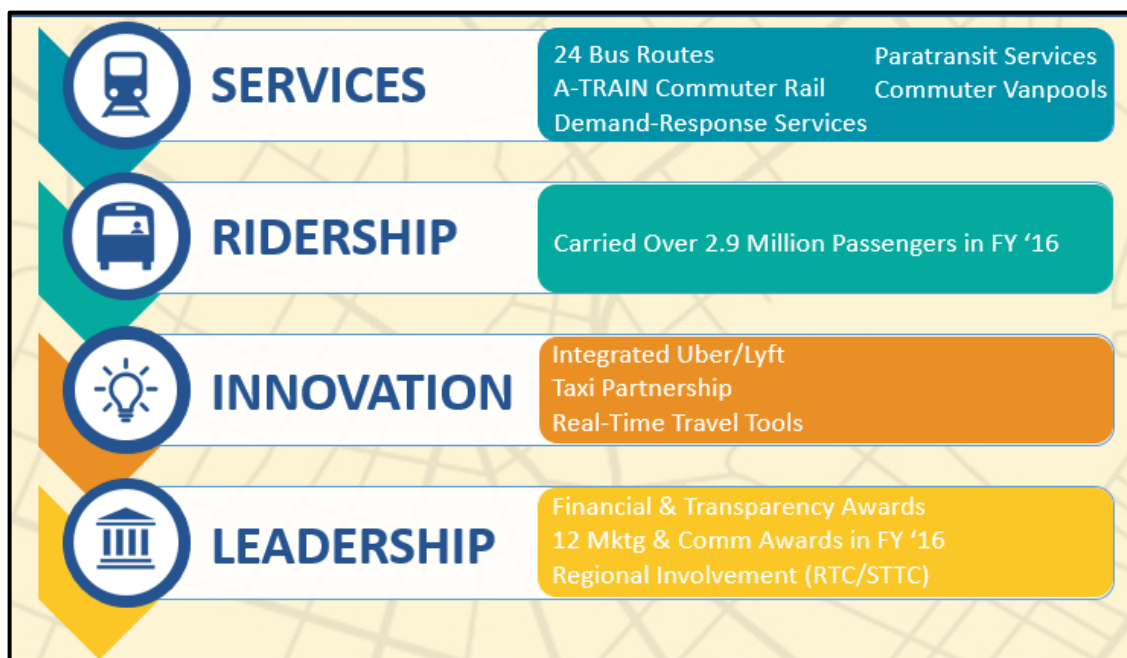 SERVICES
24 Bus Routes
A-TRAIN Commuter Rail
Demand-Response Services
Paratransit Services
Commuter Vanpools
RIDERSHIP
Carried Over 2.9 Million Passengers in FY ‘16
INNOVATION
Integrated Uber/Lyft
Taxi Partnership
Real-Time Travel Tools
LEADERSHIP
Financial & Transparency Awards
12 Mktg & Comm Awards in FY ‘16
Regional Involvement (RTC/STTC)